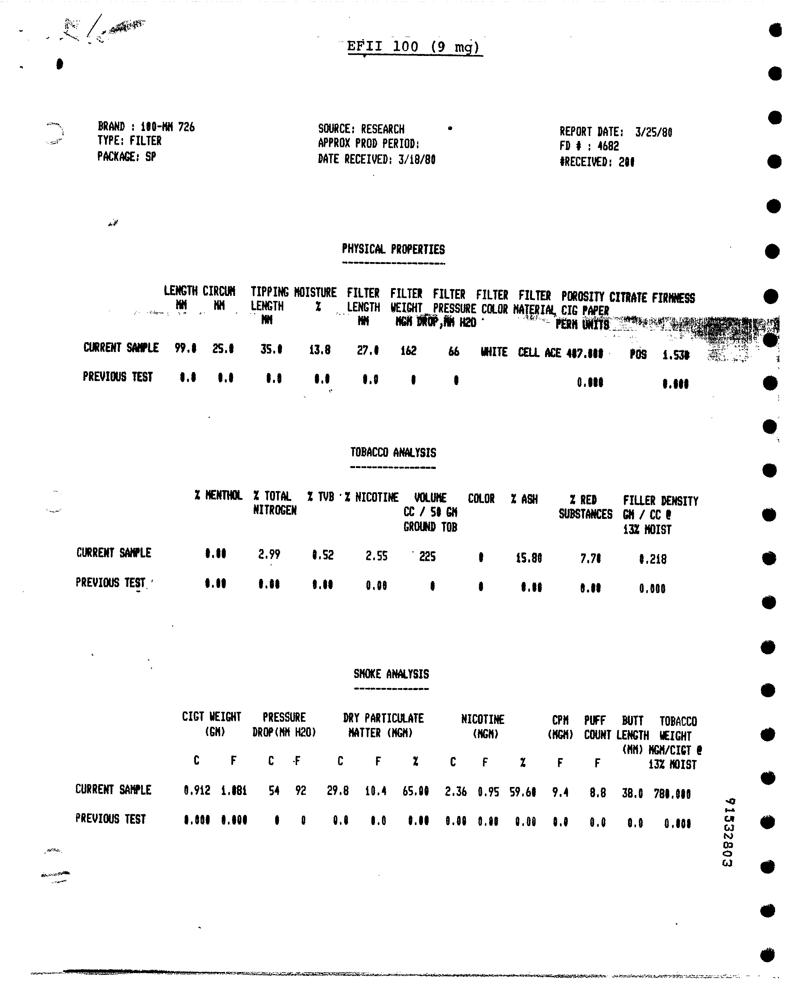 EFII 100 (9 mg)
BRAND : 100-MM 726 SOURCE: RESEARCH REPORT DATE: 3/25/80
TYPE: FILTER APPROX PROD PERIOD: FD # : 4682
PACKAGE: SP DATE RECEIVED: 3/18/80 #RECEIVED: 200
PHYSICAL PROPERTIES
LENGTH CIRCUM TIPPING MOISTURE FILTER FILTER FILTER FILTER FILTER POROSITY CITRATE FIRMNESS
MM MM LENGTH % LENGTH WEIGHT PRESSURE COLOR MATERIAL CIG PAPER
MM MM MGM DROP,MM H2O PERM UNITS
CURRENT SAMPLE 99.0 25.0 35.0 13.8 27.0 162 66 WHITE CELL ACE 407.000 POS 1.530
PREVIOUS TEST 0.0 0.0 0.0 0.0 0.0 0 0 0.000 0.000
TOBACCO ANALYSIS
% MENTHOL % TOTAL % TVB % NICOTINE VOLUME COLOR % ASH % RED FILLER DENSITY
NITROGEN CC / 50 GM SUBSTANCES GM / CC @
GROUND TOB 13% MOIST
CURRENT SAMPLE 0.00 2.99 0.52 2.55 225 0 15.80 7.70 0.218
PREVIOUS TEST 0.00 0.00 0.00 0.00 0 0 0.00 0.00 0.000
SMOKE ANALYSIS
CIGT WEIGHT PRESSURE DRY PARTICULATE NICOTINE CPM PUFF BUTT TOBACCO
(GM) DROP(MM H2O) MATTER (MGM) (MGM) (MGM) COUNT LENGTH WEIGHT
(MM) MGM/CIGT @
C F C F C F % C F % F F 13% MOIST
CURRENT SAMPLE 0.912 1.081 54 92 29.8 10.4 65.00 2.36 0.95 59.60 9.4 8.8 38.0 780.000
PREVIOUS TEST 0.000 0.000 0 0 0.0 0.0 0.00 0.00 0.00 0.00 0.0 0.0 0.0 0.000
91532803